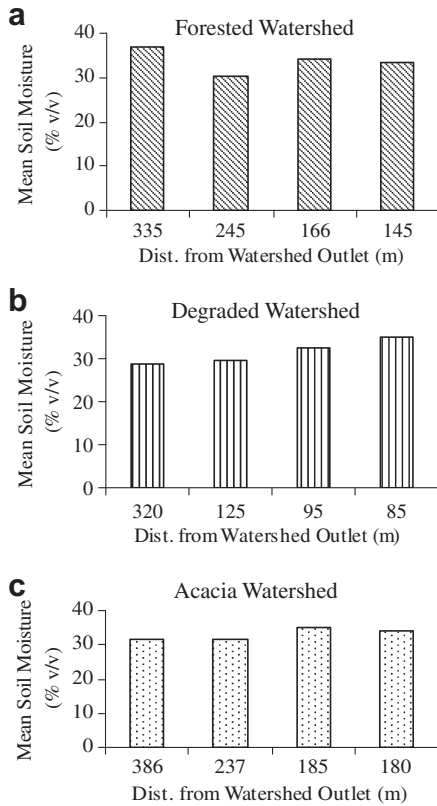 a
Forested Watershed
Mean Soil Moisture
(% v/v)
40
30
20
10
0
335 245 166 145
Dist. from Watershed Outlet (m)
b
Degraded Watershed
Mean Soil Moisture
(% v/v)
40
30
20
10
0
320 125 95 85
Dist. from Watershed Outlet (m)
c
Acacia Watershed
Mean Soil Moisture
(% v/v)
40
30
20
10
0
386 237 185 180
Dist. from Watershed Outlet (m)